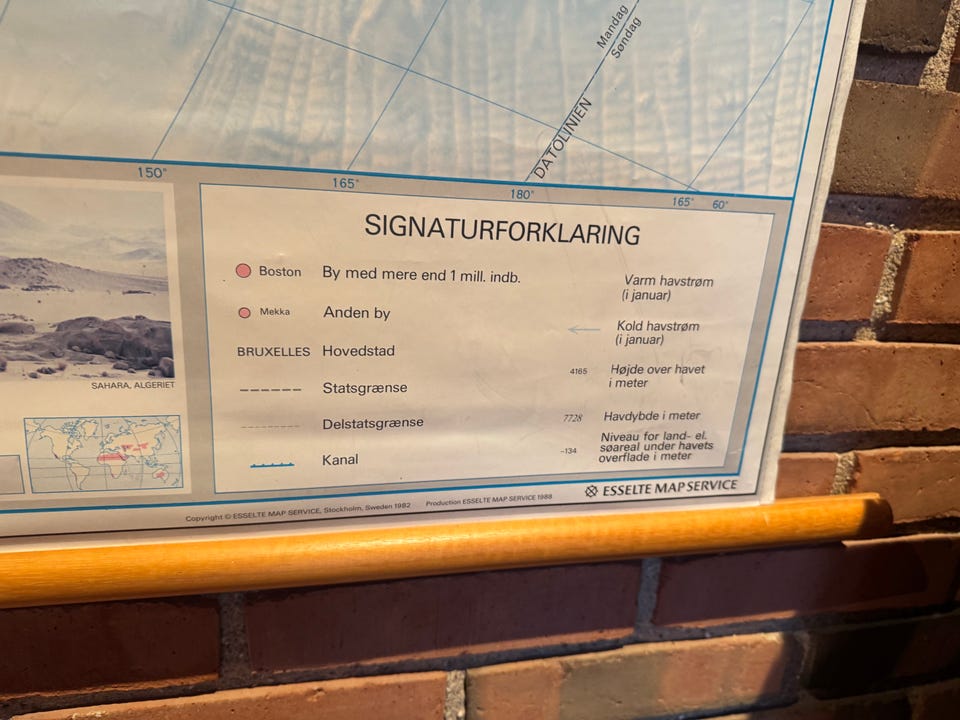 Mandag
Søndag
DATOLINIEN
150°
165°
180°
165°
60°
SIGNATURFORKLARING
Boston By med mere end 1 mill. indb.
Mekka Anden by
BRUXELLES Hovedstad
Statsgrænse
Delstatsgrænse
Kanal
Varm havstrøm
(i januar)
Kold havstrøm
(i januar)
4165 Højde over havet
i meter
7728 Havdybde i meter
-134 Niveau for land- el.
søareal under havets
overflade i meter
SAHARA, ALGERIET
Copyright © ESSELTE MAP SERVICE, Stockholm, Sweden 1982 Production ESSELTE MAP SERVICE 1988
ESSELTE MAP SERVICE